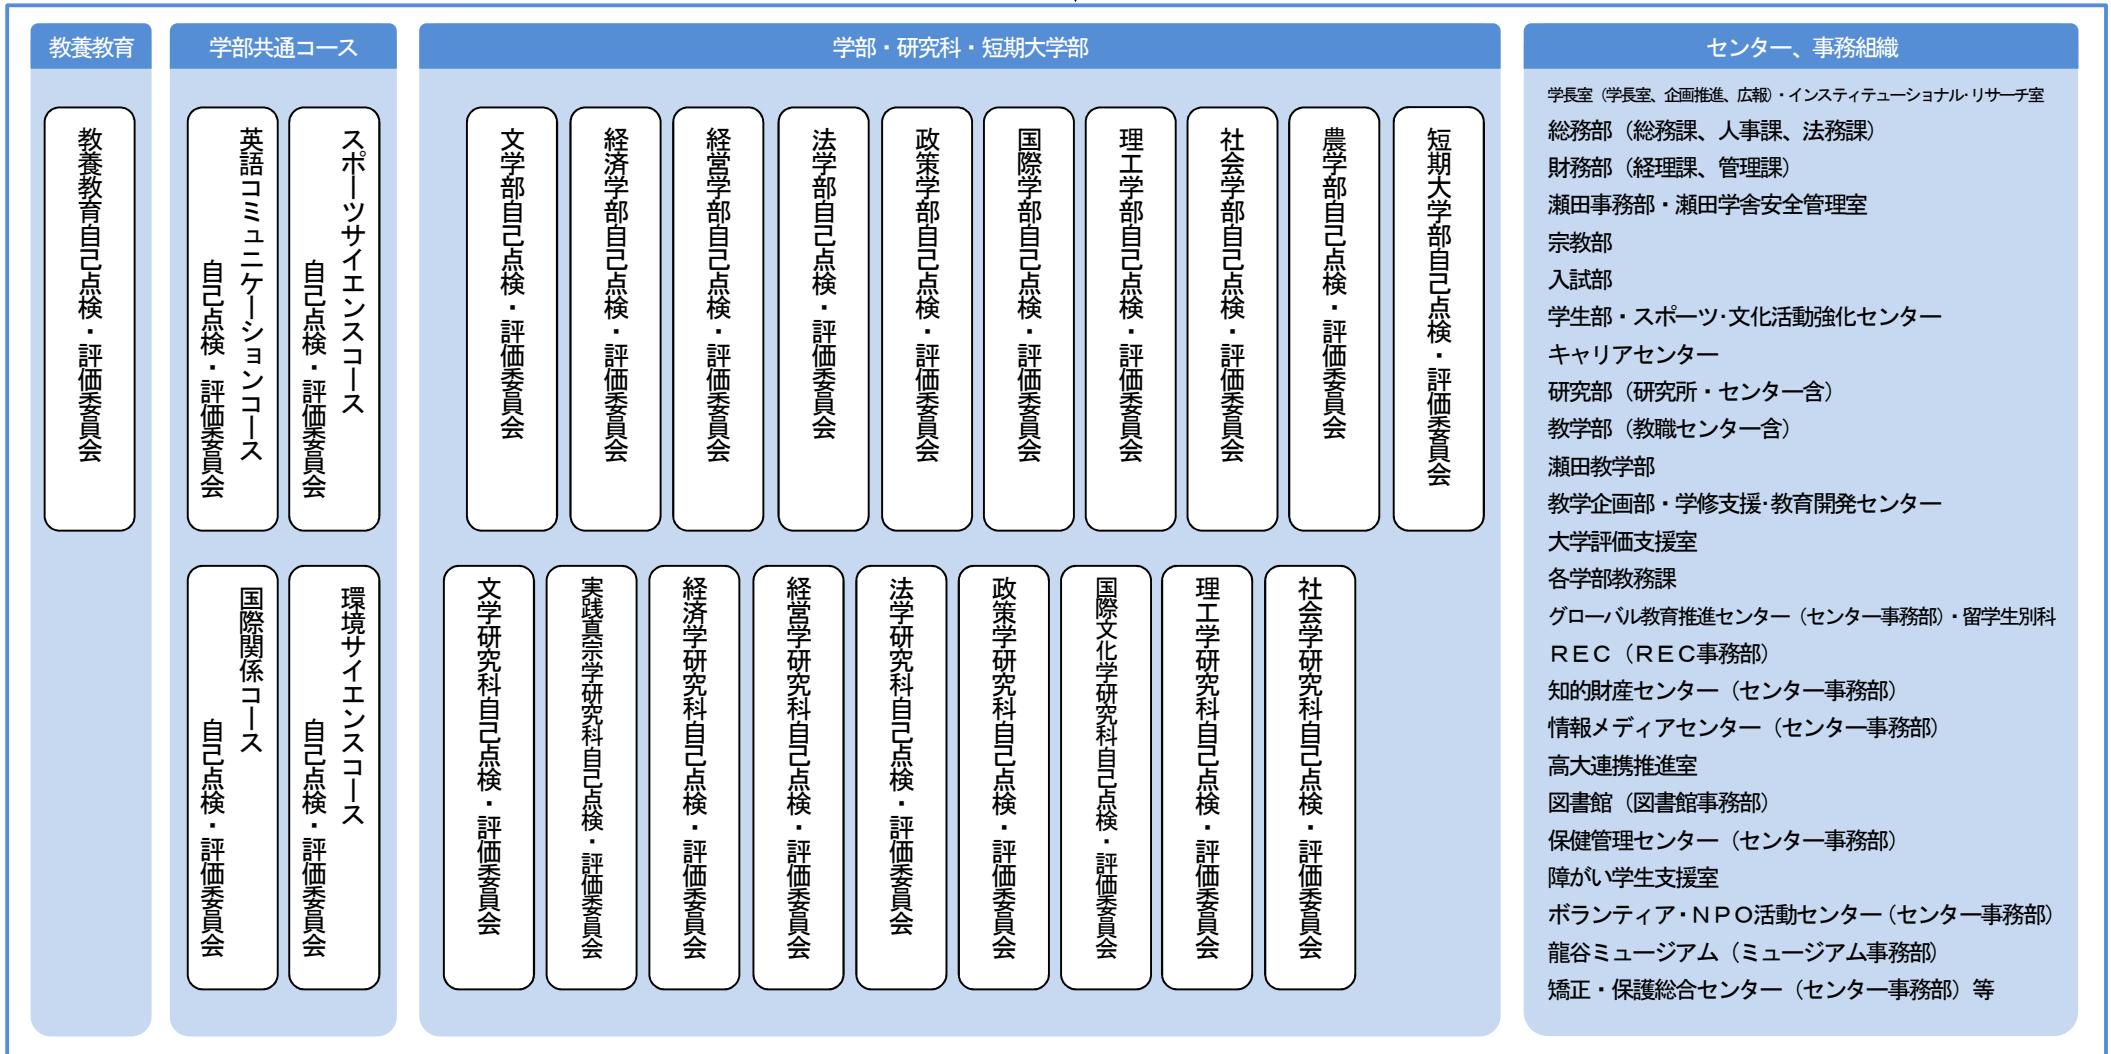 教養教育
教養教育自己点検・評価委員会
学部共通コース
英語コミュニケーションコース
自己点検・評価委員会
スポーツサイエンスコース
自己点検・評価委員会
国際関係コース
自己点検・評価委員会
環境サイエンスコース
自己点検・評価委員会
学部・研究科・短期大学部
文学部自己点検・評価委員会
経済学部自己点検・評価委員会
経営学部自己点検・評価委員会
法学部自己点検・評価委員会
政策学部自己点検・評価委員会
国際学部自己点検・評価委員会
理工学部自己点検・評価委員会
社会学部自己点検・評価委員会
農学部自己点検・評価委員会
短期大学部自己点検・評価委員会
文学研究科自己点検・評価委員会
実践真宗学研究科自己点検・評価委員会
経済学研究科自己点検・評価委員会
経営学研究科自己点検・評価委員会
法学研究科自己点検・評価委員会
政策学研究科自己点検・評価委員会
国際文化学研究科自己点検・評価委員会
理工学研究科自己点検・評価委員会
社会学研究科自己点検・評価委員会
センター、事務組織
学長室（学長室、企画推進、広報）・インスティテューショナル・リサーチ室
総務部（総務課、人事課、法務課）
財務部（経理課、管理課）
瀬田事務部・瀬田学舎安全管理室
宗教部
入試部
学生部・スポーツ・文化活動強化センター
キャリアセンター
研究部（研究所・センター含）
教学部（教職センター含）
瀬田教学部
教学企画部・学修支援・教育開発センター
大学評価支援室
各学部教務課
グローバル教育推進センター（センター事務部）・留学生別科
ＲＥＣ（ＲＥＣ事務部）
知的財産センター（センター事務部）
情報メディアセンター（センター事務部）
高大連携推進室
図書館（図書館事務部）
保健管理センター（センター事務部）
障がい学生支援室
ボランティア・ＮＰＯ活動センター（センター事務部）
龍谷ミュージアム（ミュージアム事務部）
矯正・保護総合センター（センター事務部）等